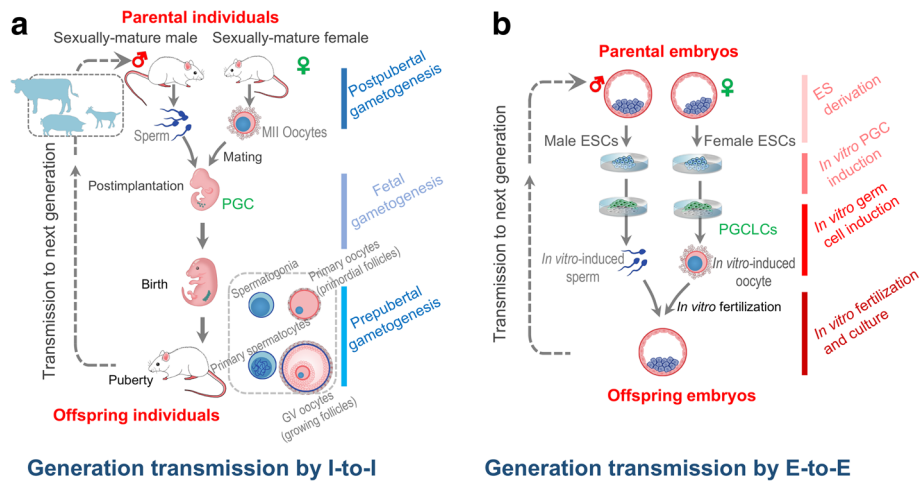 a
Parental individuals
Sexually-mature male
Sexually-mature female
♂
♀
Sperm
MII Oocytes
Mating
Postimplantation
PGC
Birth
Puberty
Offspring individuals
Transmission to next generation
Spermatogonia
Primary oocytes
(primordial follicles)
Primary spermatocytes
GV oocytes
(growing follicles)
Postpubertal
gametogenesis
Fetal
gametogenesis
Prepubertal
gametogenesis
Generation transmission by I-to-I
b
Parental embryos
♂
♀
Male ESCs
Female ESCs
PGCLCs
In vitro-induced
sperm
In vitro-induced
oocyte
In vitro fertilization
Offspring embryos
Transmission to next generation
ES
derivation
In vitro PGC
induction
In vitro germ
cell induction
In vitro fertilization
and culture
Generation transmission by E-to-E